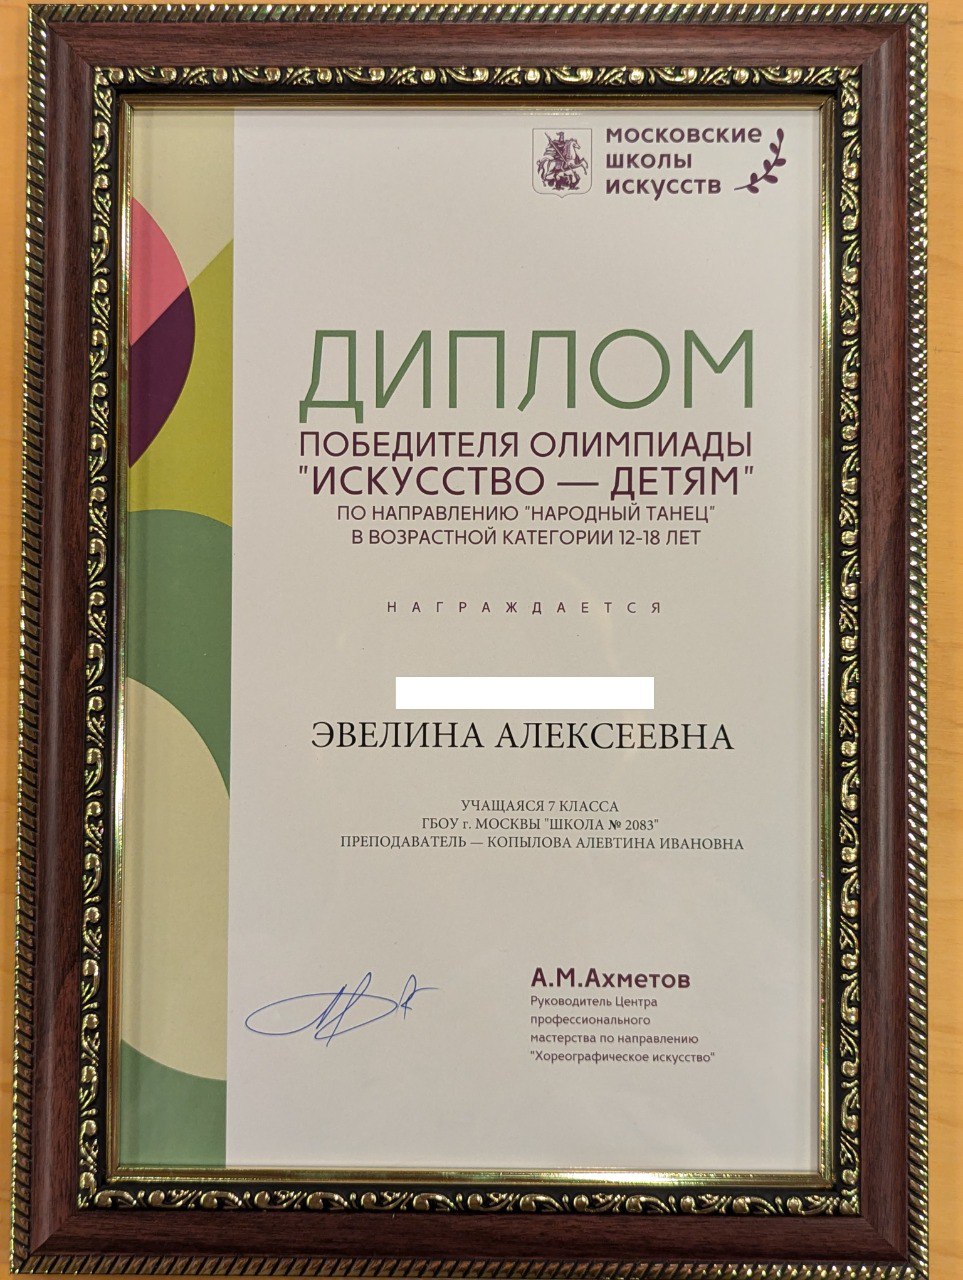 МОСКОВСКИЕ
ШКОЛЫ
ИСКУССТВ
ДИПЛОМ
ПОБЕДИТЕЛЯ ОЛИМПИАДЫ
"ИСКУССТВО — ДЕТЯМ"
ПО НАПРАВЛЕНИЮ "НАРОДНЫЙ ТАНЕЦ"
В ВОЗРАСТНОЙ КАТЕГОРИИ 12-18 ЛЕТ
НАГРАЖДАЕТСЯ
ЭВЕЛИНА АЛЕКСЕЕВНА
УЧАЩАЯСЯ 7 КЛАССА
ГБОУ г. МОСКВЫ "ШКОЛА № 2083"
ПРЕПОДАВАТЕЛЬ — КОПЫЛОВА АЛЕВТИНА ИВАНОВНА
А.М.Ахметов
Руководитель Центра
профессионального
мастерства по направлению
"Хореографическое искусство"